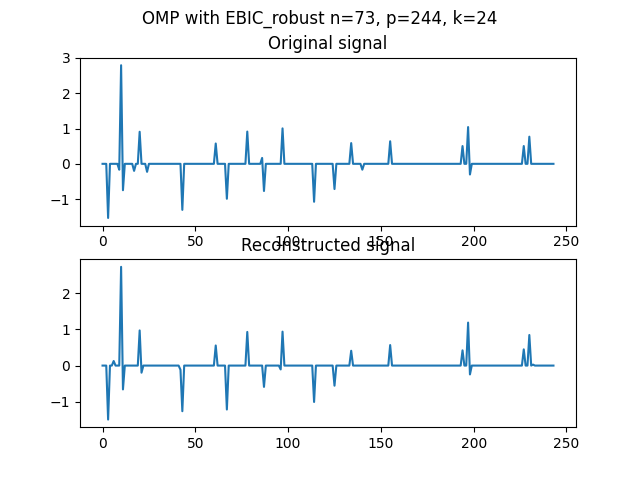 OMP with EBIC_robust n=73, p=244, k=24
Original signal
3
2
1
0
−1
0 50 100 150 200 250
Reconstructed signal
2
1
0
−1
0 50 100 150 200 250